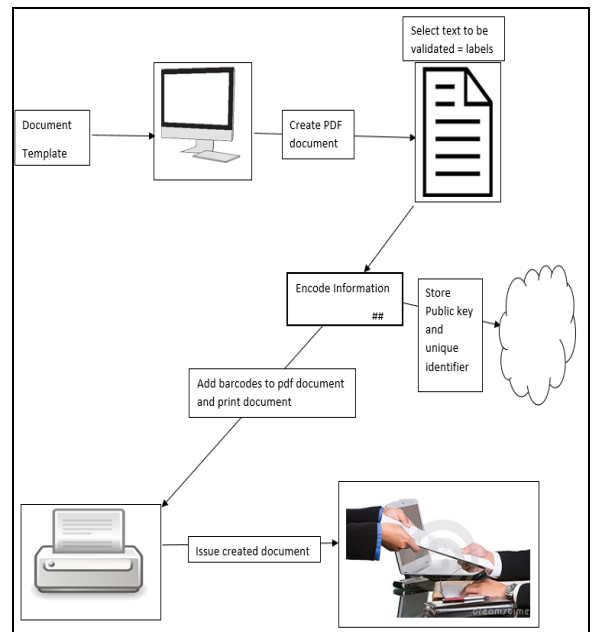 Select text to be
validated = labels
Document
Template
Create PDF
document
Encode Information
##
Store
Public key
and
unique
identifier
Add barcodes to pdf document
and print document
Issue created document
dreamstime